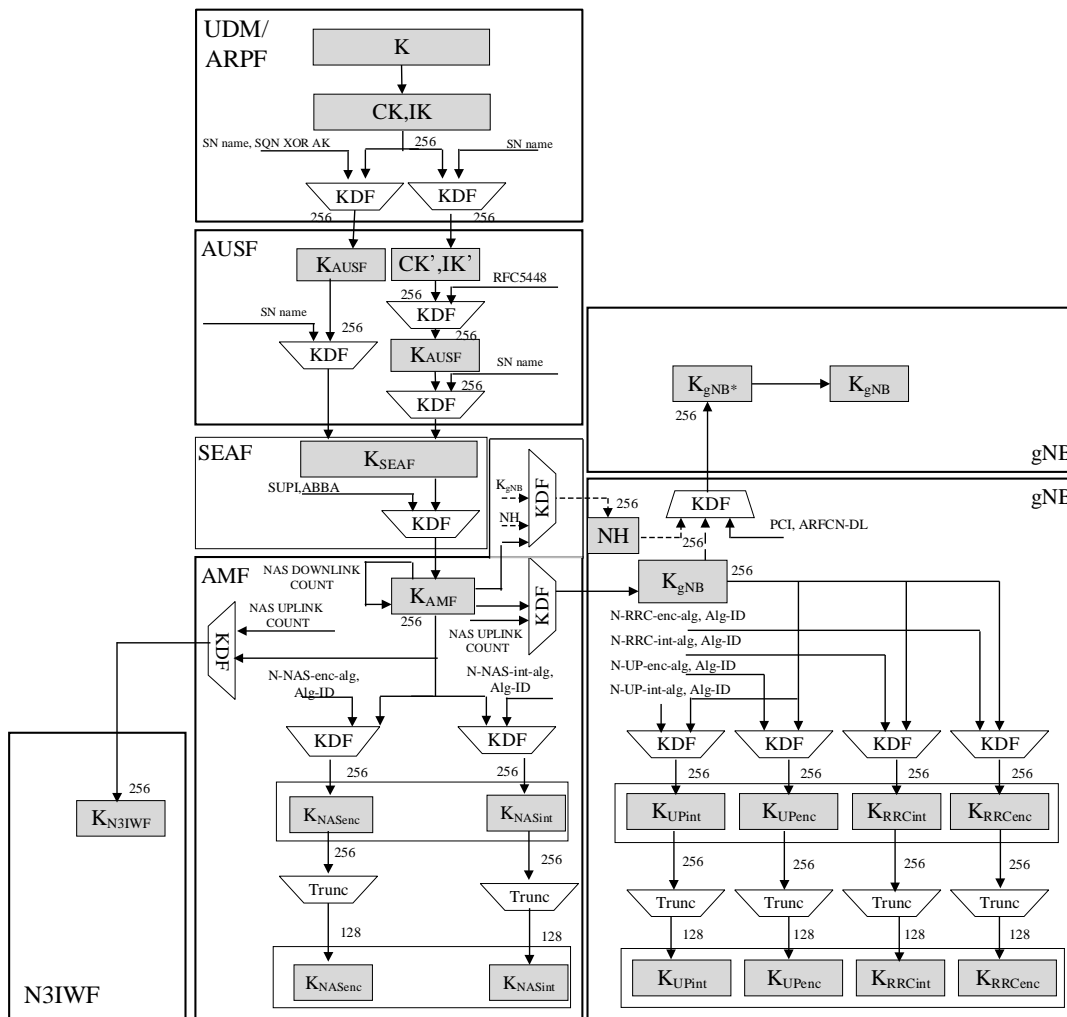 UDM/
ARPF
K
CK,IK
256
SN name, SQN XOR AK
SN name
KDF
KDF
256
256
AUSF
KAUSF
CK',IK'
RFC5448
256
KDF
SN name
256
256
KDF
KAUSF
SN name
256
KDF
KgNB*
KgNB
256
gNB
SEAF
KSEAF
SUPI,ABBA
KDF
KgNB
NH
KDF
256
NH
KDF
256
PCI, ARFCN-DL
gNB
AMF
NAS DOWNLINK
COUNT
KAMF
256
KDF
NAS UPLINK
COUNT
KgNB
256
NAS UPLINK
COUNT
KDF
N-RRC-enc-alg, Alg-ID
N-RRC-int-alg, Alg-ID
N-UP-enc-alg, Alg-ID
N-UP-int-alg, Alg-ID
N-NAS-enc-alg,
Alg-ID
N-NAS-int-alg,
Alg-ID
KDF
KDF
KDF
KDF
KDF
KDF
256
256
256
256
256
256
256
KN3IWF
KNASenc
KNASint
KUPint
KUPenc
KRRCint
KRRCenc
256
256
256
256
256
256
Trunc
Trunc
Trunc
Trunc
Trunc
Trunc
128
128
128
128
128
128
KNASenc
KNASint
KUPint
KUPenc
KRRCint
KRRCenc
N3IWF